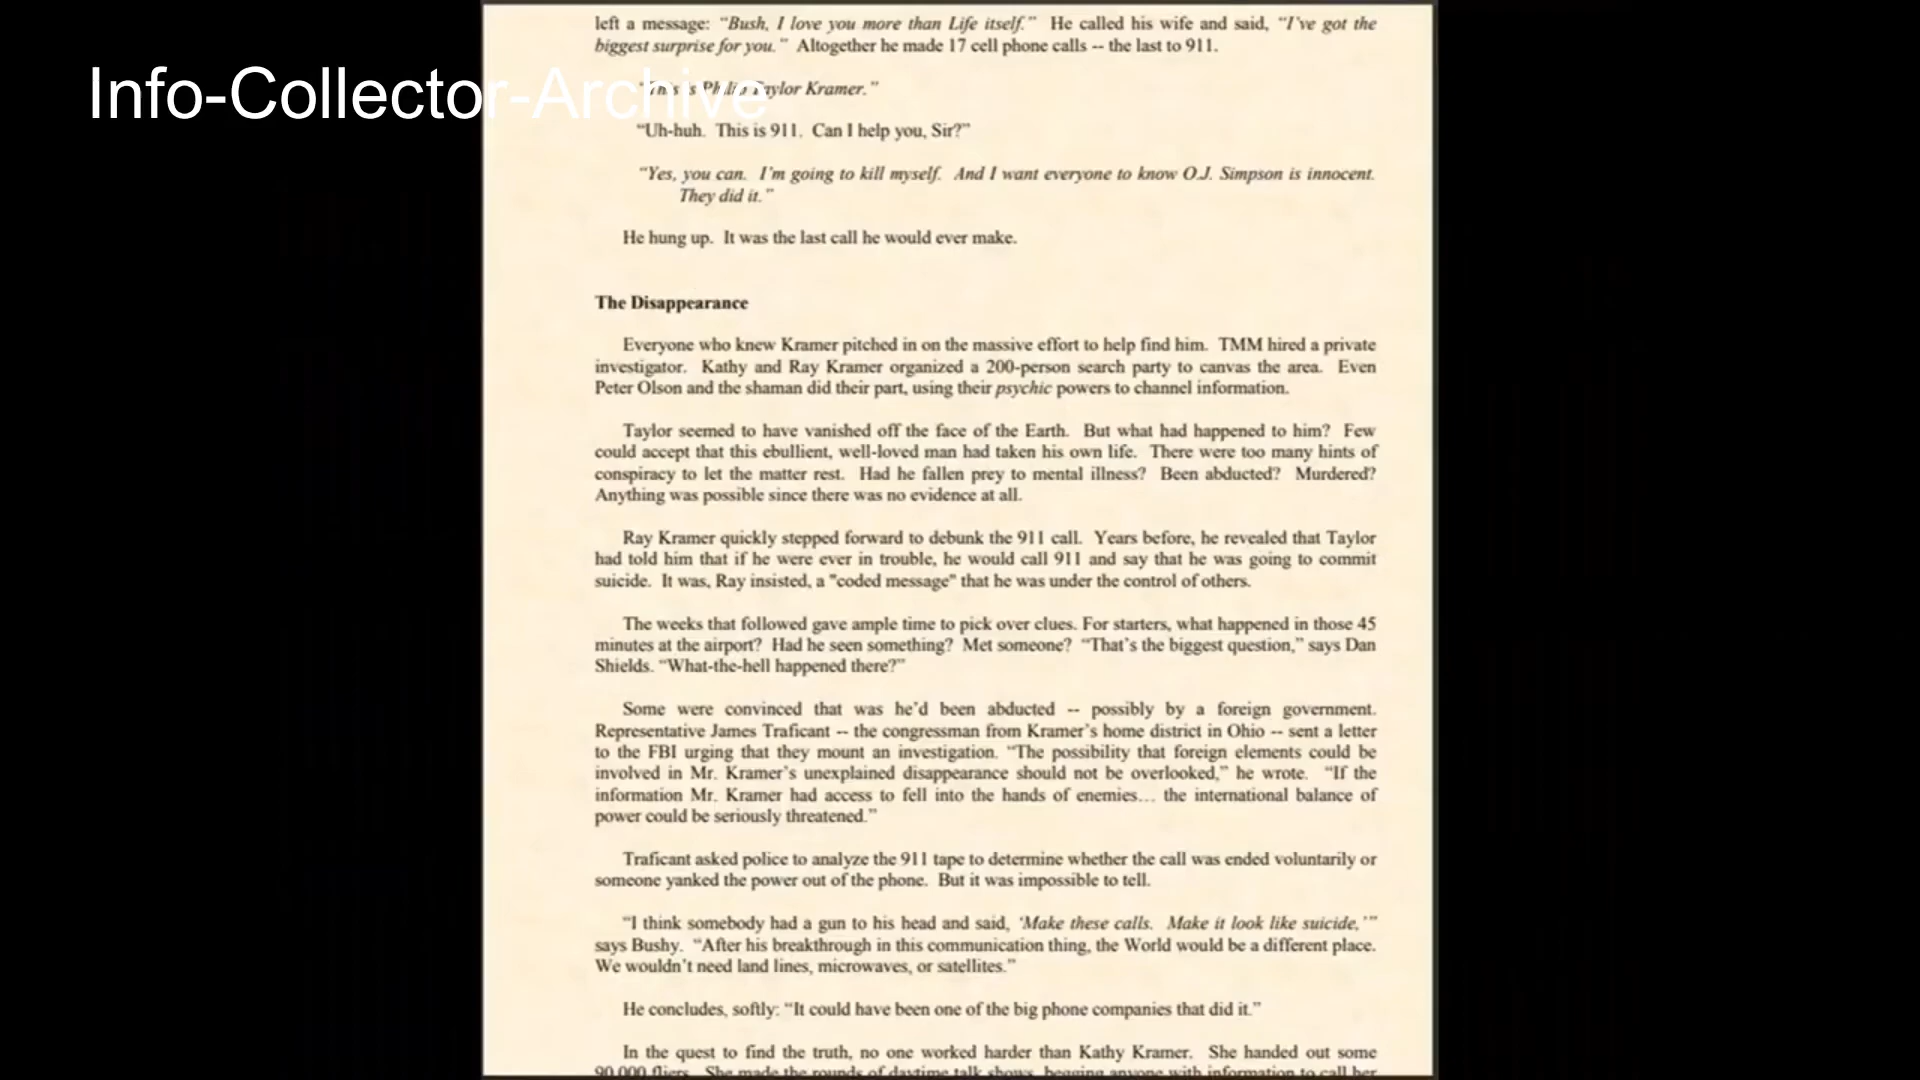 left a message: “Bush, I love you more than Life itself.” He called his wife and said, “I’ve got the
biggest surprise for you.” Altogether he made 17 cell phone calls -- the last to 911.
Info-Collector-Archive
“This is Philip Taylor Kramer.”
“Uh-huh. This is 911. Can I help you, Sir?”
“Yes, you can. I’m going to kill myself. And I want everyone to know O.J. Simpson is innocent.
They did it.”
He hung up. It was the last call he would ever make.
The Disappearance
Everyone who knew Kramer pitched in on the massive effort to help find him. TMM hired a private
investigator. Kathy and Ray Kramer organized a 200-person search party to canvas the area. Even
Peter Olson and the shaman did their part, using their psychic powers to channel information.
Taylor seemed to have vanished off the face of the Earth. But what had happened to him? Few
could accept that this ebullient, well-loved man had taken his own life. There were too many hints of
conspiracy to let the matter rest. Had he fallen prey to mental illness? Been abducted? Murdered?
Anything was possible since there was no evidence at all.
Ray Kramer quickly stepped forward to debunk the 911 call. Years before, he revealed that Taylor
had told him that if he were ever in trouble, he would call 911 and say that he was going to commit
suicide. It was, Ray insisted, a "coded message" that he was under the control of others.
The weeks that followed gave ample time to pick over clues. For starters, what happened in those 45
minutes at the airport? Had he seen something? Met someone? “That’s the biggest question,” says Dan
Shields. “What-the-hell happened there?”
Some were convinced that was he’d been abducted -- possibly by a foreign government.
Representative James Traficant -- the congressman from Kramer’s home district in Ohio -- sent a letter
to the FBI urging that they mount an investigation. “The possibility that foreign elements could be
involved in Mr. Kramer’s unexplained disappearance should not be overlooked,” he wrote. “If the
information Mr. Kramer had access to fell into the hands of enemies… the international balance of
power could be seriously threatened.”
Traficant asked police to analyze the 911 tape to determine whether the call was ended voluntarily or
someone yanked the power out of the phone. But it was impossible to tell.
“I think somebody had a gun to his head and said, ‘Make these calls. Make it look like suicide,’”
says Bushy. “After his breakthrough in this communication thing, the World would be a different place.
We wouldn’t need land lines, microwaves, or satellites.”
He concludes, softly: “It could have been one of the big phone companies that did it.”
In the quest to find the truth, no one worked harder than Kathy Kramer. She handed out some
90,000 fliers. She made the rounds of daytime talk shows, begging anyone with information to call her